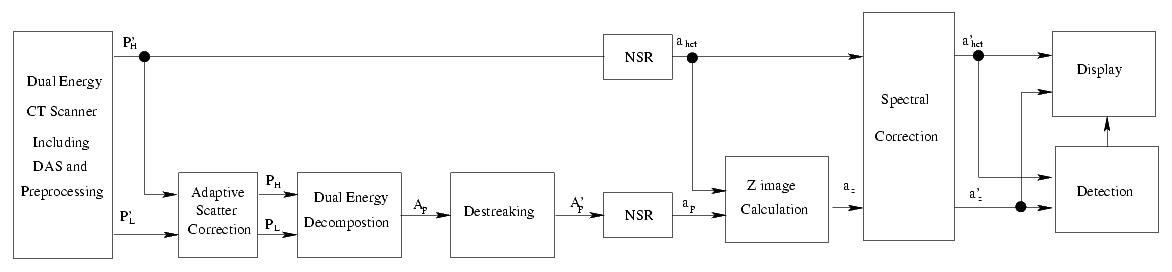 Dual Energy
CT Scanner
Including
DAS and
Preprocessing
P'H
P'L
Adaptive
Scatter
Correction
PH
PL
Dual Energy
Decompostion
Ap
Destreaking
A'p
NSR
ahct
NSR
ap
Z image
Calculation
az
Spectral
Correction
a'hct
a'z
Display
Detection